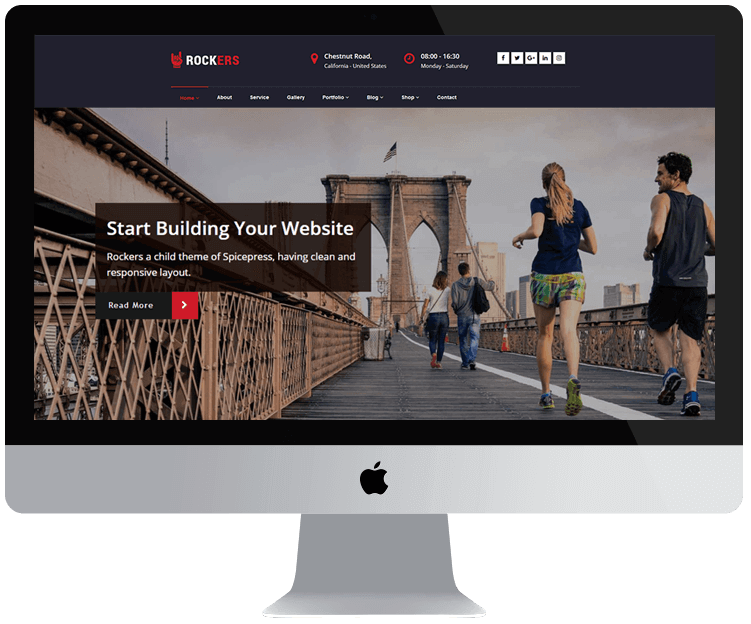 ROCKERS
Chestnut Road,
California - United States
08:00 - 16:30
Monday - Saturday
Home
About
Service
Gallery
Portfolio
Blog
Shop
Contact
Start Building Your Website
Rockers a child theme of Spicepress, having clean and
responsive layout.
Read More